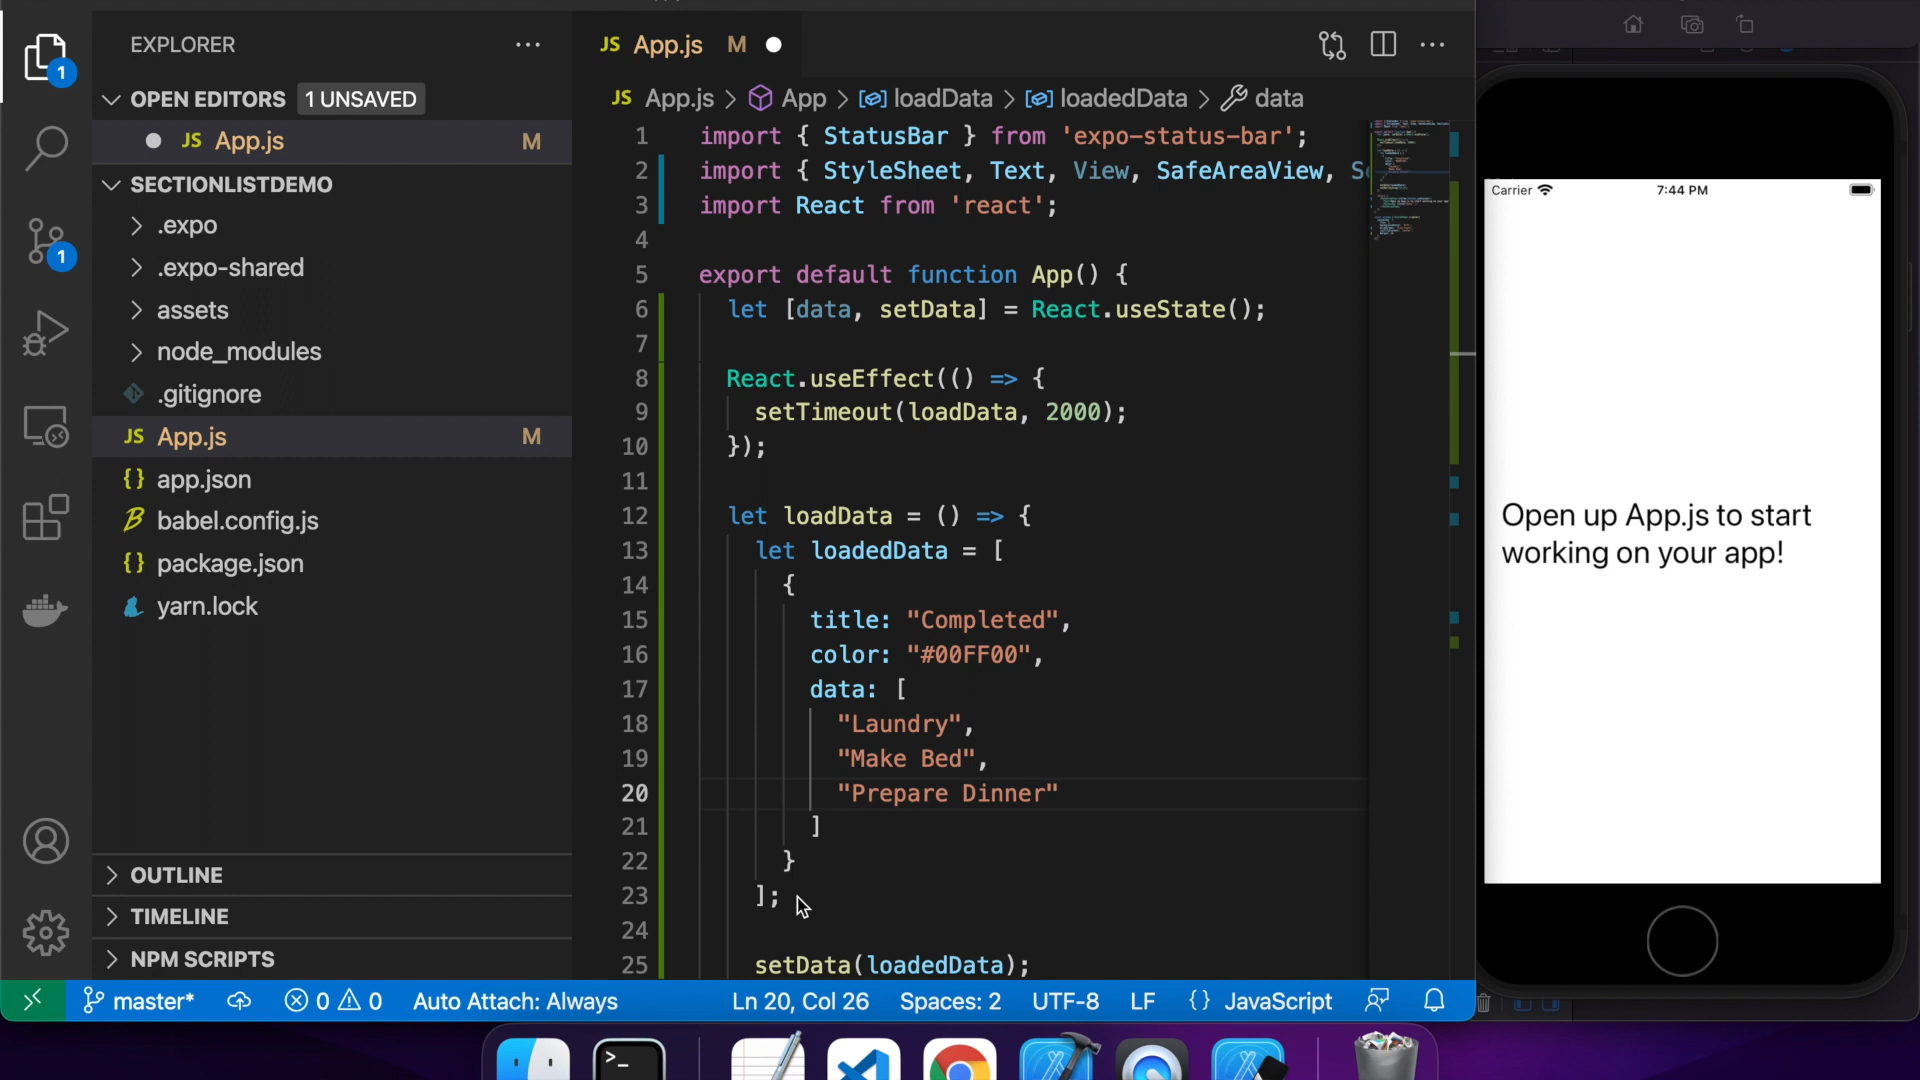 EXPLORER
1
OPEN EDITORS 1 UNSAVED
JS App.js M
SECTIONLISTDEMO
.expo
.expo-shared
assets
node_modules
.gitignore
JS App.js M
{} app.json
babel.config.js
{} package.json
yarn.lock
1
OUTLINE
TIMELINE
NPM SCRIPTS
JS App.js M
JS App.js > App > loadData > loadedData > data
1 import { StatusBar } from 'expo-status-bar';
2 import { StyleSheet, Text, View, SafeAreaView,
3 import React from 'react';
4
5 export default function App() {
6 let [data, setData] = React.useState();
7
8 React.useEffect(() => {
9 setTimeout(loadData, 2000);
10 });
11
12 let loadData = () => {
13 let loadedData = [
14 {
15 title: "Completed",
16 color: "#00FF00",
17 data: [
18 "Laundry",
19 "Make Bed",
20 "Prepare Dinner"
21 ]
22 }
23 ];
24
25 setData(loadedData);
master* 0 0 Auto Attach: Always Ln 20, Col 26 Spaces: 2 UTF-8 LF {} JavaScript
Carrier 7:44 PM
Open up App.js to start
working on your app!
>_